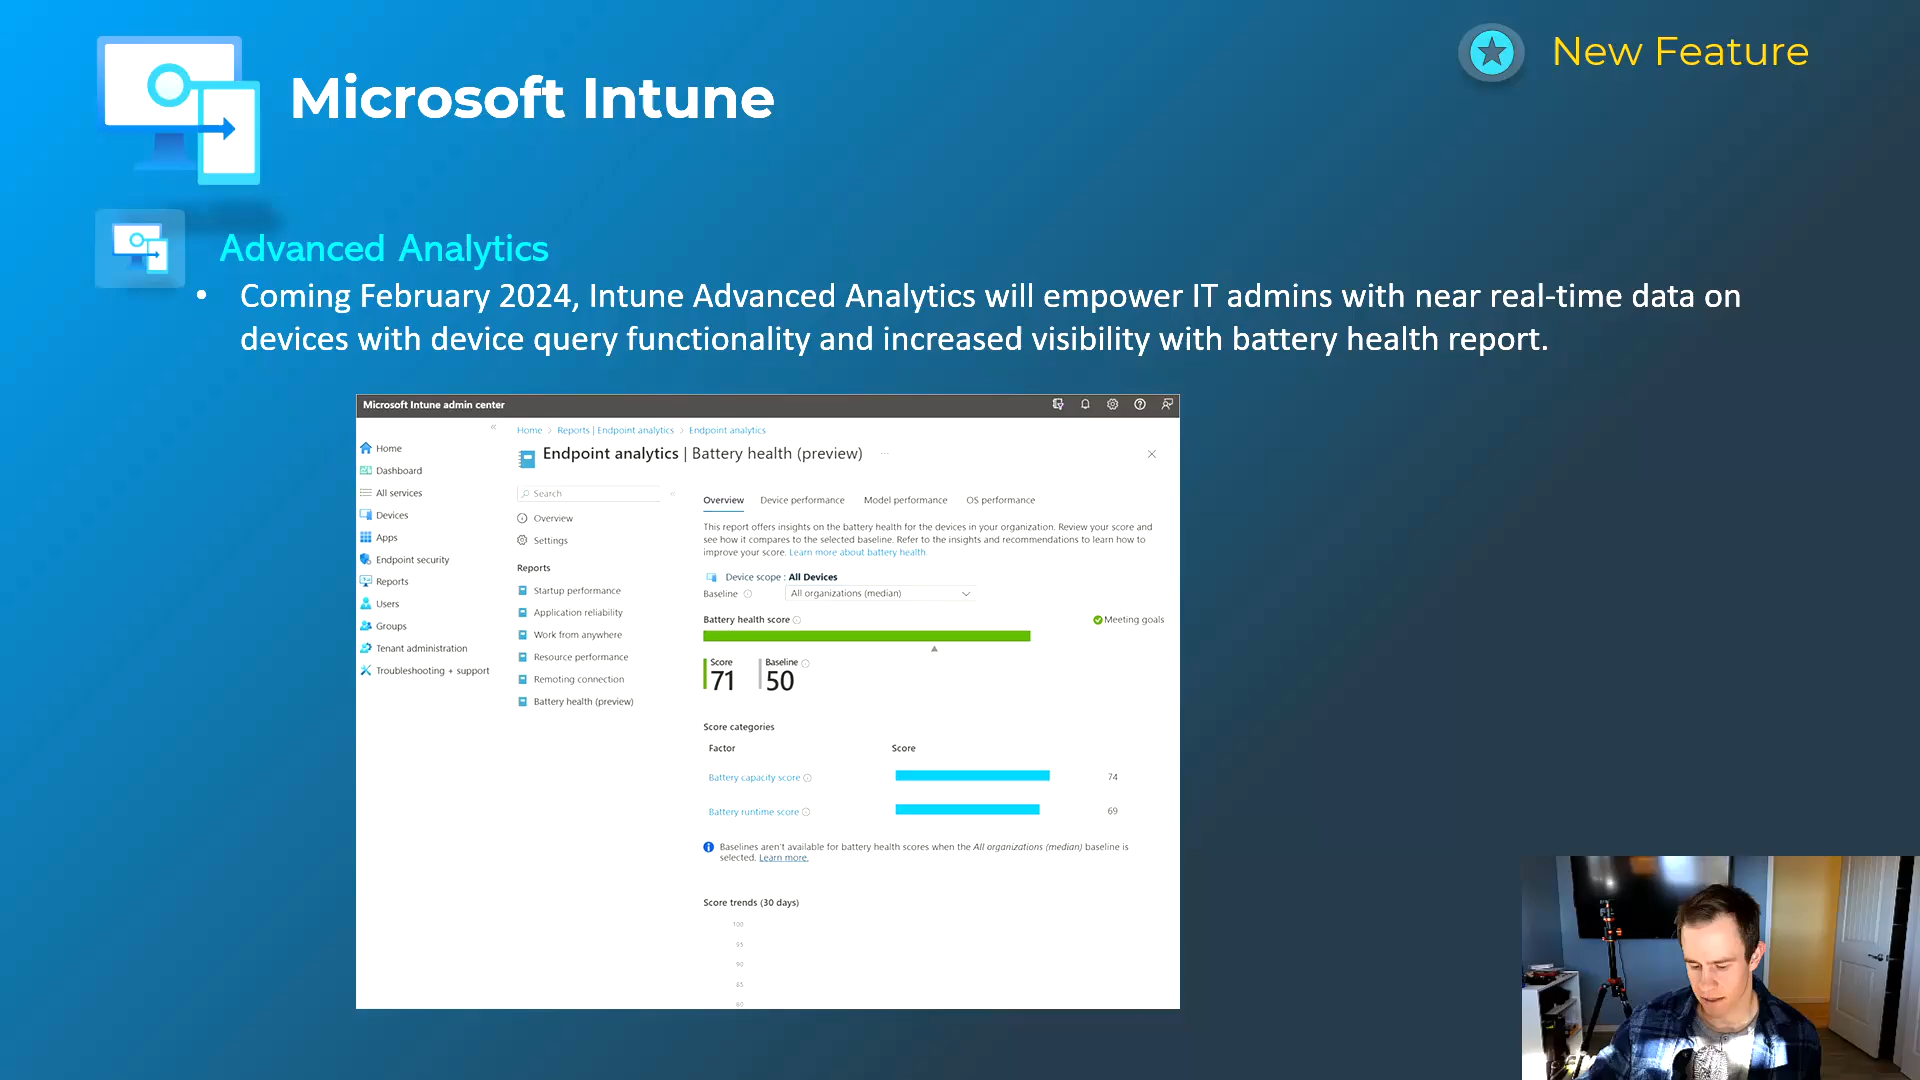 New Feature
Microsoft Intune
Advanced Analytics
• Coming February 2024, Intune Advanced Analytics will empower IT admins with near real-time data on
devices with device query functionality and increased visibility with battery health report.
Microsoft Intune admin center
Home > Reports | Endpoint analytics > Endpoint analytics
Endpoint analytics | Battery health (preview) ...
Home
Dashboard
All services
Devices
Apps
Endpoint security
Reports
Users
Groups
Tenant administration
Troubleshooting + support
Search
Overview
Settings
Reports
Startup performance
Application reliability
Work from anywhere
Resource performance
Remoting connection
Battery health (preview)
Overview Device performance Model performance OS performance
This report offers insights on the battery health for the devices in your organization. Review your score and
see how it compares to the selected baseline. Refer to the insights and recommendations to learn how to
improve your score. Learn more about battery health
Device scope : All Devices
Baseline All organizations (median)
Battery health score
Meeting goals
Score Baseline
71 50
Score categories
Factor Score
Battery capacity score 74
Battery runtime score 69
Baselines aren't available for battery health scores when the All organizations (median) baseline is
selected. Learn more.
Score trends (30 days)
100
95
90
85
80